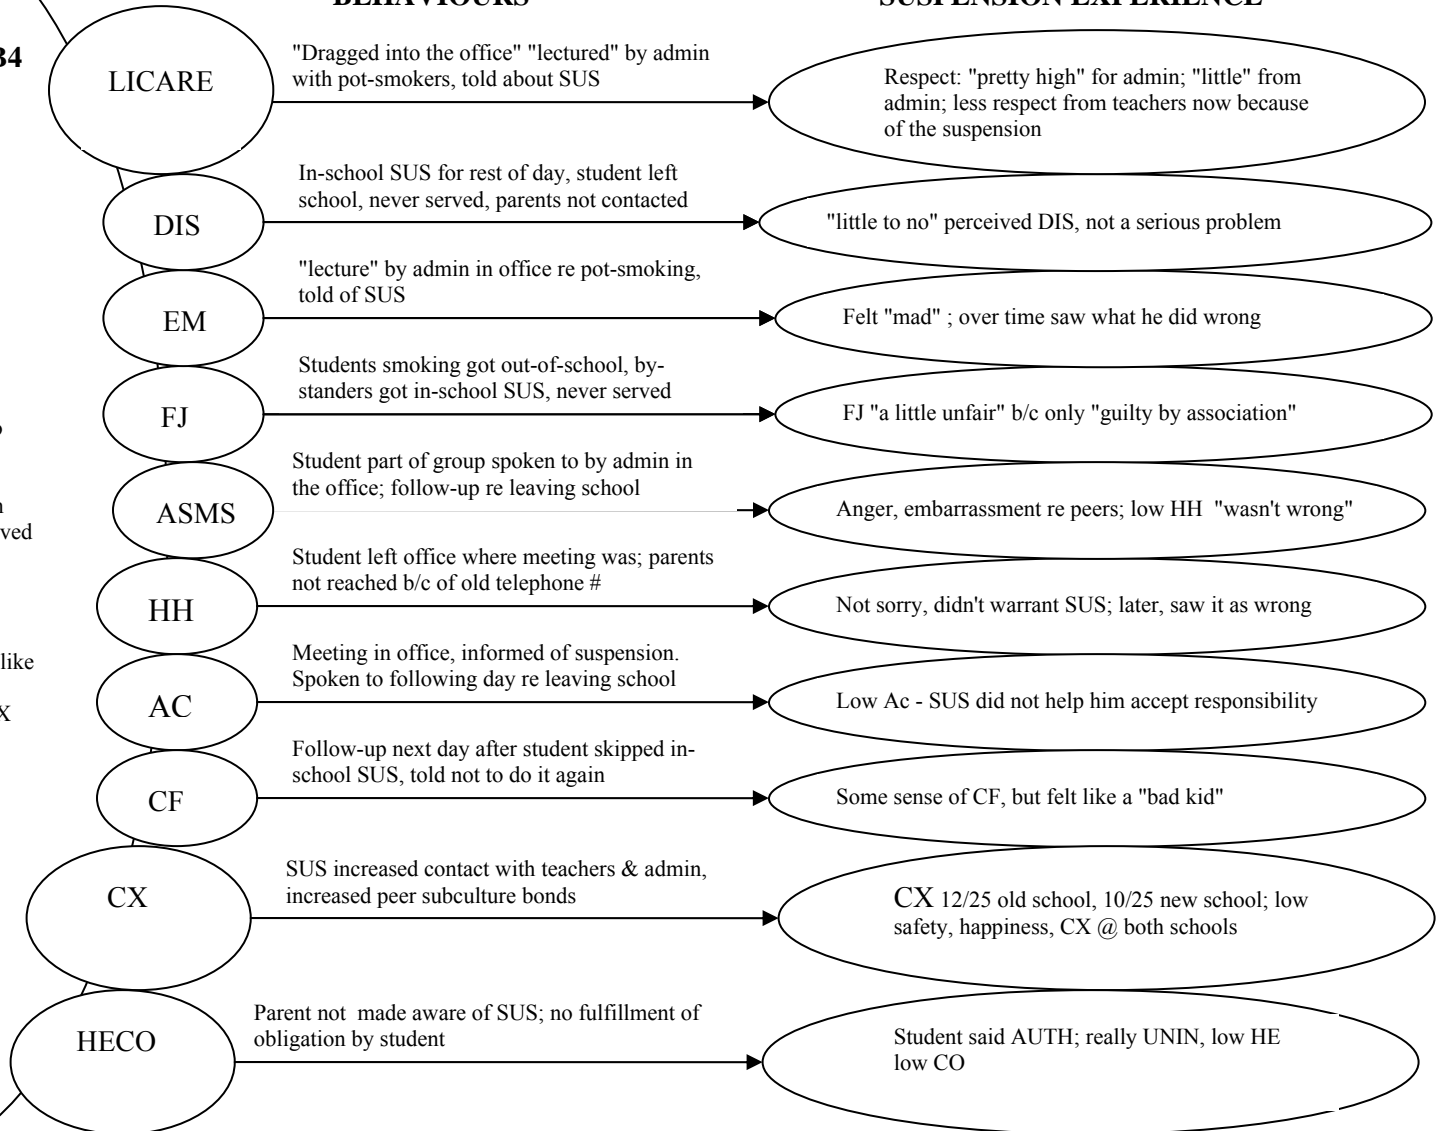 BEHAVIOURS
SUSPENSION EXPERIENCE
34
LICARE
"Dragged into the office" "lectured" by admin
with pot-smokers, told about SUS
Respect: "pretty high" for admin; "little" from
admin; less respect from teachers now because
of the suspension
DIS
In-school SUS for rest of day, student left
school, never served, parents not contacted
"little to no" perceived DIS, not a serious problem
EM
"lecture" by admin in office re pot-smoking,
told of SUS
Felt "mad" ; over time saw what he did wrong
FJ
Students smoking got out-of-school, by-
standers got in-school SUS, never served
FJ "a little unfair" b/c only "guilty by association"
ASMS
Student part of group spoken to by admin in
the office; follow-up re leaving school
Anger, embarrassment re peers; low HH "wasn't wrong"
ved
HH
Student left office where meeting was; parents
not reached b/c of old telephone #
Not sorry, didn't warrant SUS; later, saw it as wrong
like
X
AC
Meeting in office, informed of suspension.
Spoken to following day re leaving school
Low Ac - SUS did not help him accept responsibility
CF
Follow-up next day after student skipped in-
school SUS, told not to do it again
Some sense of CF, but felt like a "bad kid"
CX
SUS increased contact with teachers & admin,
increased peer subculture bonds
CX 12/25 old school, 10/25 new school; low
safety, happiness, CX @ both schools
HECO
Parent not made aware of SUS; no fulfillment of
obligation by student
Student said AUTH; really UNIN, low HE
low CO